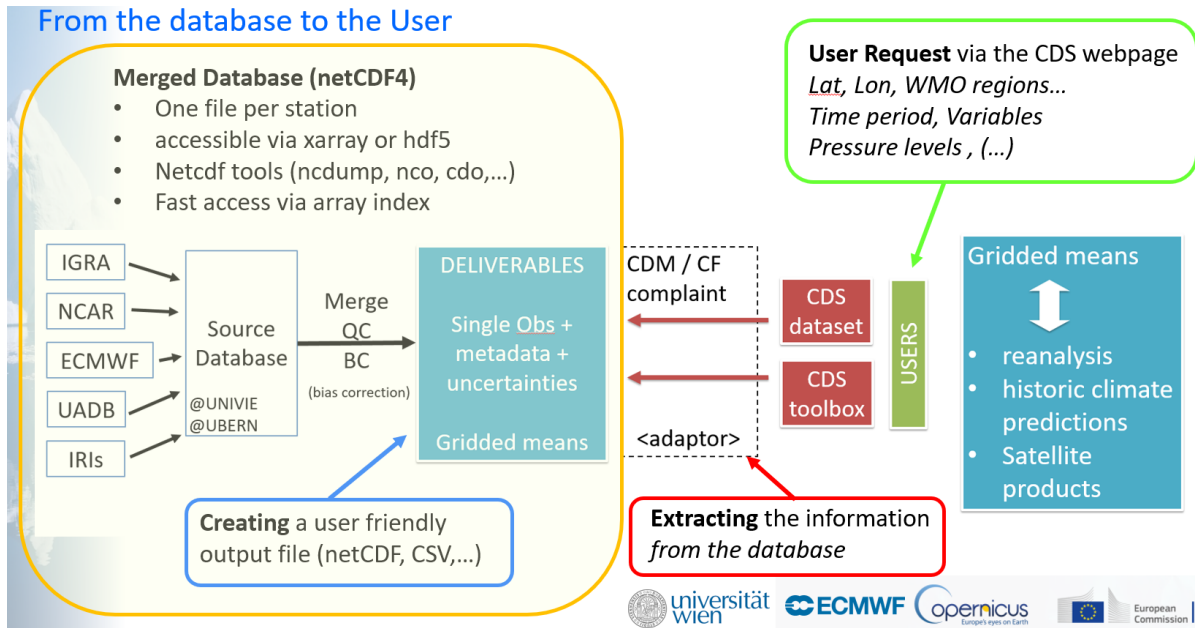 From the database to the User
Merged Database (netCDF4)
• One file per station
• accessible via xarray or hdf5
• Netcdf tools (ncdump, nco, cdo,...)
• Fast access via array index
User Request via the CDS webpage
Lat, Lon, WMO regions...
Time period, Variables
Pressure levels , (...)
IGRA
NCAR
ECMWF
UADB
IRIs
Source
Database
@UNIVIE
@UBERN
Merge
QC
BC
(bias correction)
DELIVERABLES
Single Obs +
metadata +
uncertainties
Gridded means
CDM / CF
complaint
<adaptor>
CDS
dataset
CDS
toolbox
USERS
Gridded means
• reanalysis
• historic climate
predictions
• Satellite
products
Creating a user friendly
output file (netCDF, CSV,...)
Extracting the information
from the database
universität
wien
ECMWF
opernicus
Europe's eyes on Earth
European
Commission